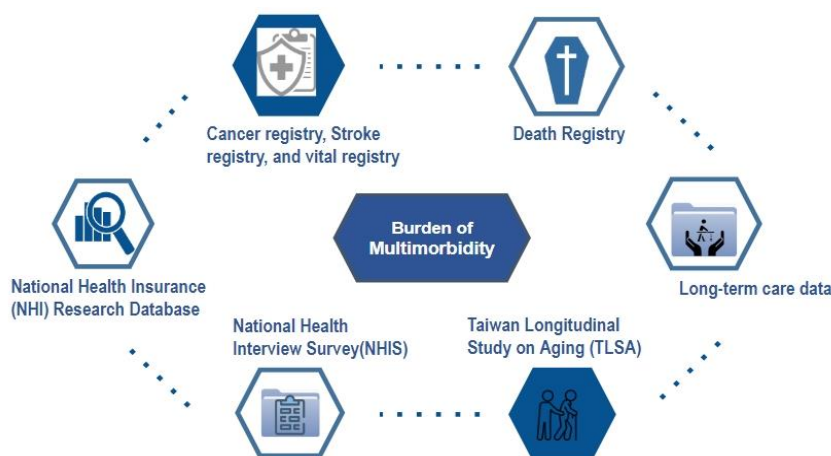 Cancer registry, Stroke
registry, and vital registry
Death Registry
Burden of
Multimorbidity
National Health Insurance
(NHI) Research Database
Long-term care data
National Health
Interview Survey(NHIS)
Taiwan Longitudinal
Study on Aging (TLSA)